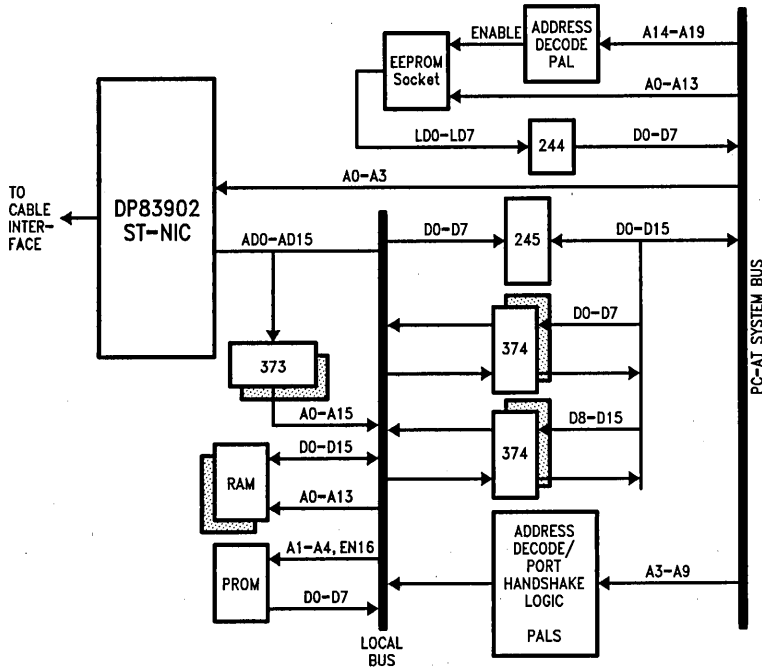 ENABLE
ADDRESS
DECODE
PAL
A14-A19
EEPROM
Socket
A0-A13
LD0-LD7
244
D0-D7
A0-A3
TO
CABLE
INTER-
FACE
DP83902
ST-NIC
AD0-AD15
D0-D7
245
D0-D15
D0-D7
374
373
A0-A15
D8-D15
374
D0-D15
RAM
A0-A13
A1-A4, EN16
PROM
D0-D7
ADDRESS
DECODE/
PORT
HANDSHAKE
LOGIC
PALS
A3-A9
LOCAL
BUS
PC-AT SYSTEM BUS